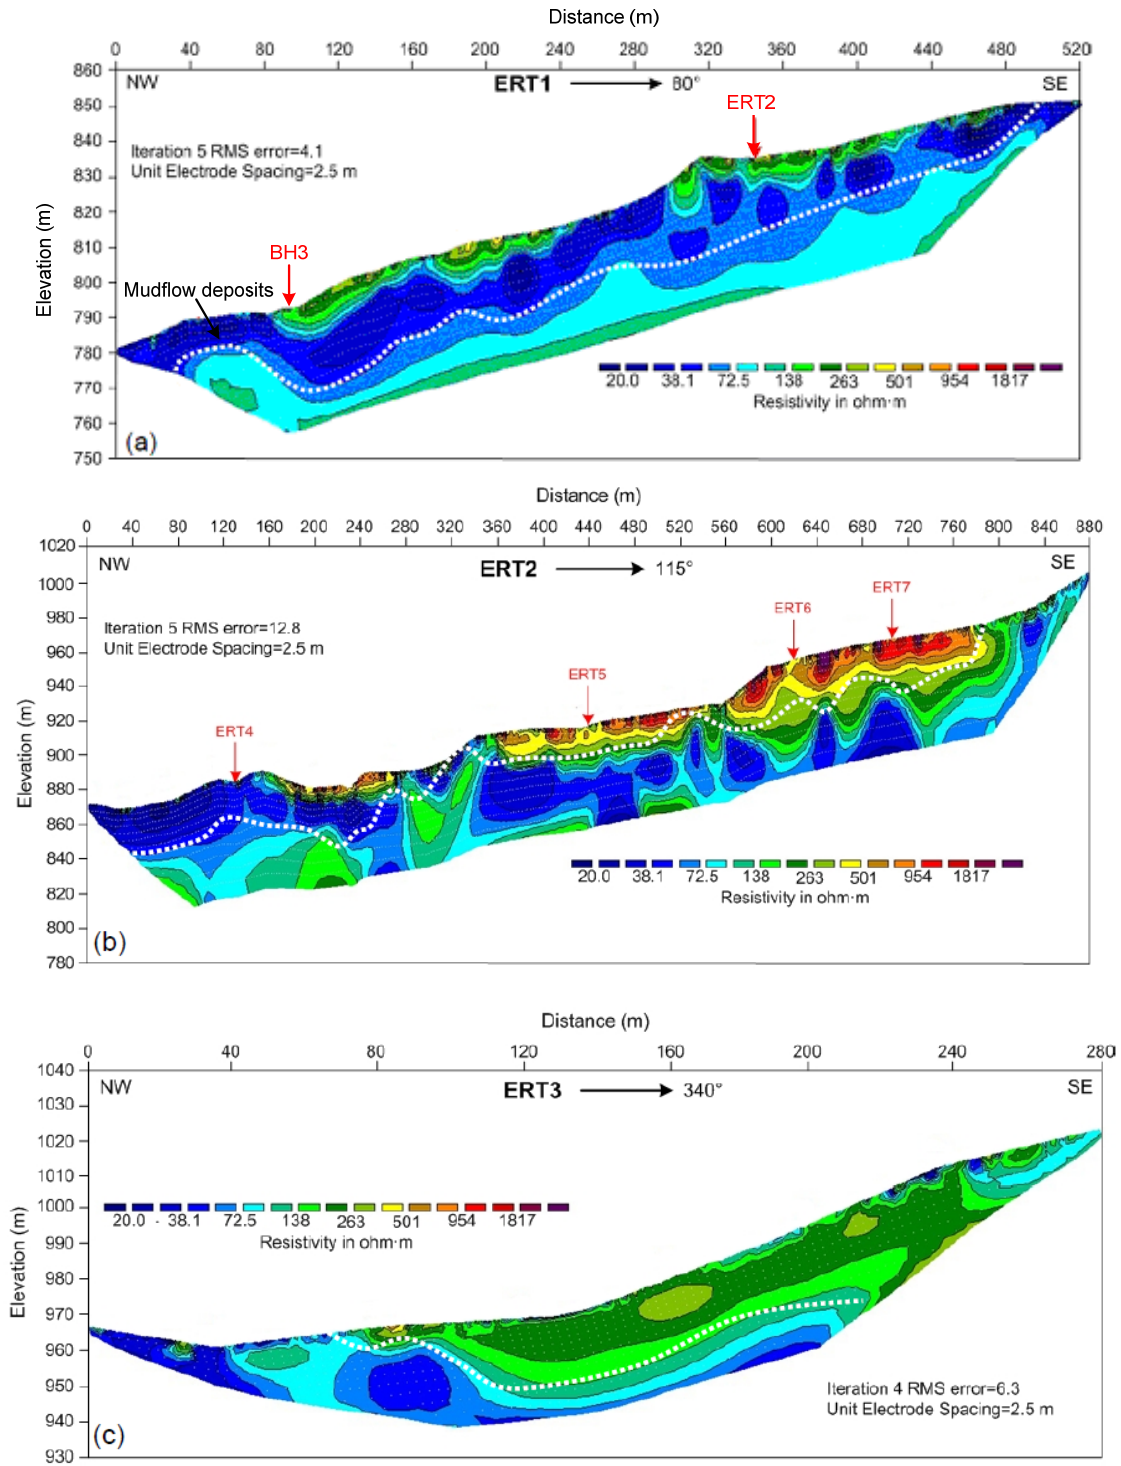 Distance (m)
0 40 80 120 160 200 240 280 320 360 400 440 480 520
860
850
840
830
820
810
800
790
780
770
760
750
Elevation (m)
NW
ERT1
80°
SE
ERT2
Iteration 5 RMS error=4.1
Unit Electrode Spacing=2.5 m
BH3
Mudflow deposits
20.0 38.1 72.5 138 263 501 954 1817
Resistivity in ohm·m
(a)
Distance (m)
0 40 80 120 160 200 240 280 320 360 400 440 480 520 560 600 640 680 720 760 800 840 880
1020
1000
980
960
940
920
900
880
860
840
820
800
780
Elevation (m)
NW
ERT2
115°
SE
ERT7
ERT6
Iteration 5 RMS error=12.8
Unit Electrode Spacing=2.5 m
ERT5
ERT4
20.0 38.1 72.5 138 263 501 954 1817
Resistivity in ohm·m
(b)
Distance (m)
0 40 80 120 160 200 240 280
1040
1030
1020
1010
1000
990
980
970
960
950
940
930
Elevation (m)
NW
ERT3
340°
SE
20.0 - 38.1 72.5 138 263 501 954 1817
Resistivity in ohm·m
Iteration 4 RMS error=6.3
Unit Electrode Spacing=2.5 m
(c)